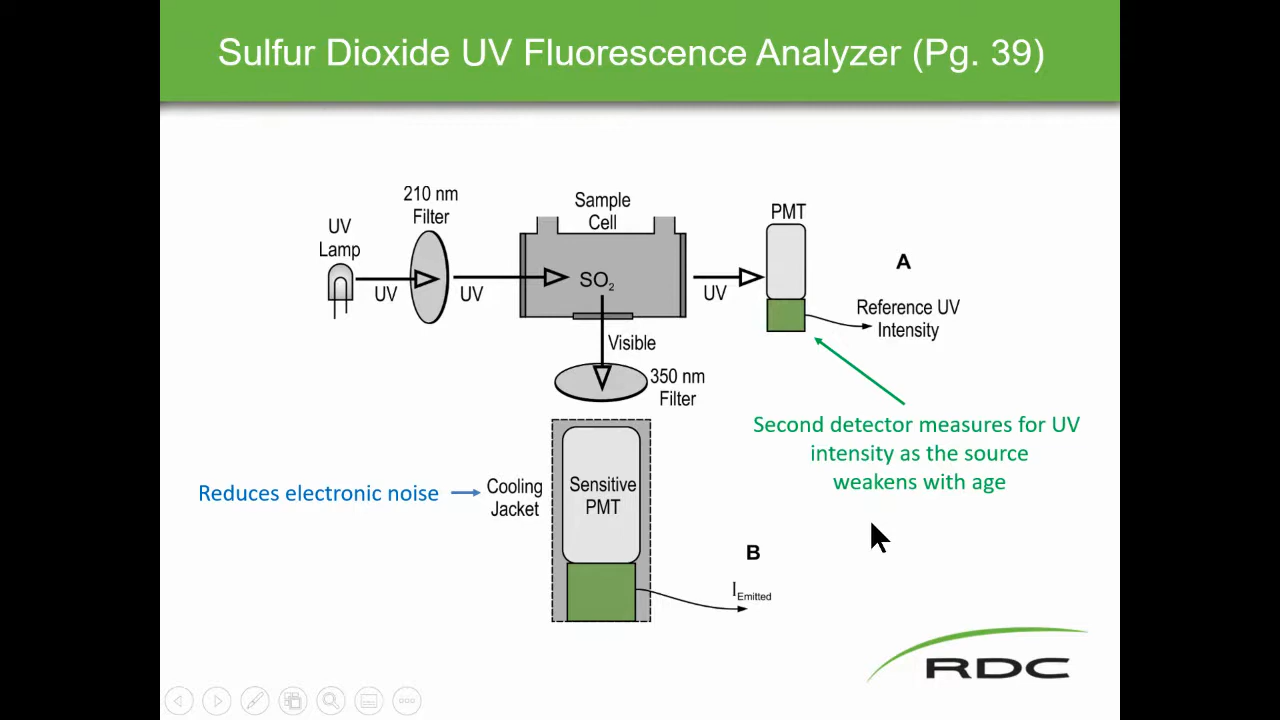 Sulfur Dioxide UV Fluorescence Analyzer (Pg. 39)
210 nm
Filter
UV
Lamp
UV
UV
Sample
Cell
SO₂
UV
PMT
A
Reference UV
Intensity
Visible
350 nm
Filter
Second detector measures for UV
intensity as the source
weakens with age
Reduces electronic noise
Cooling
Jacket
Sensitive
PMT
B
I Emitted
RDC